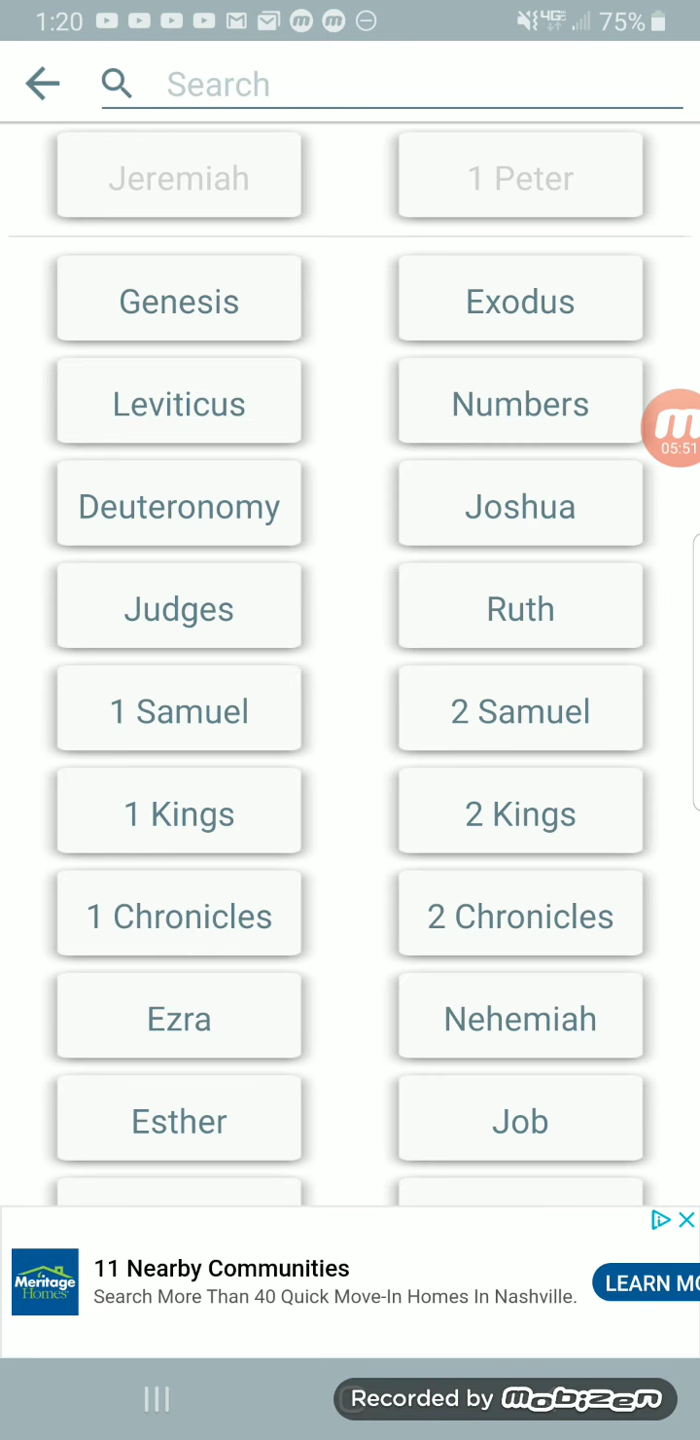 1:20
4G
75%
Search
Jeremiah
1 Peter
Genesis
Exodus
Leviticus
Numbers
05:51
Deuteronomy
Joshua
Judges
Ruth
1 Samuel
2 Samuel
1 Kings
2 Kings
1 Chronicles
2 Chronicles
Ezra
Nehemiah
Esther
Job
Meritage
Homes
11 Nearby Communities
Search More Than 40 Quick Move-In Homes In Nashville.
LEARN MO
Recorded by mobizen